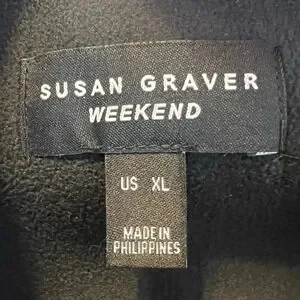 SUSAN GRAVER
WEEKEND
US XL
MADE IN
PHILIPPINES